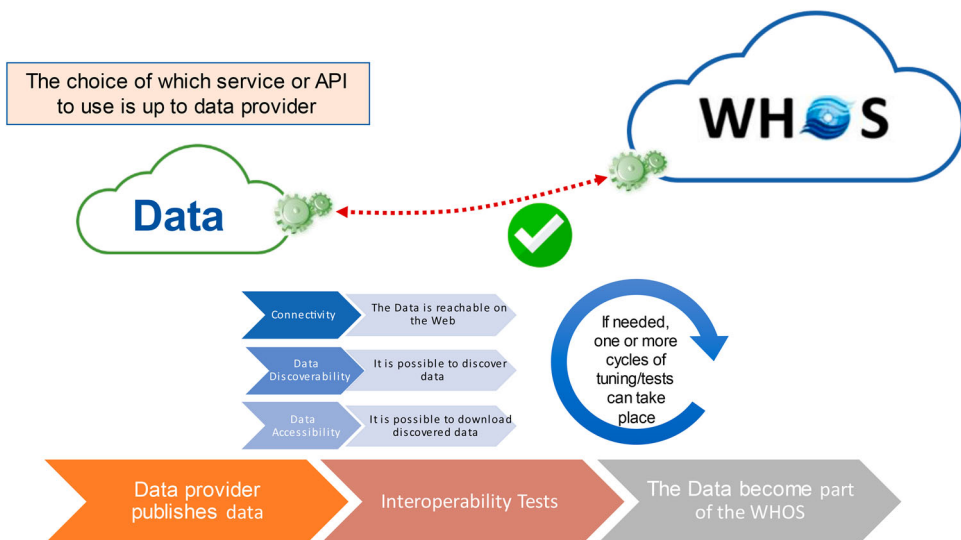 The choice of which service or API
to use is up to data provider
WHOS
Data
Connectivity
The Data is reachable on
the Web
Data
Discoverability
It is possible to discover
data
Data
Accessibility
It is possible to download
discovered data
If needed,
one or more
cycles of
tuning/tests
can take
place
Data provider
publishes data
Interoperability Tests
The Data become part
of the WHOS